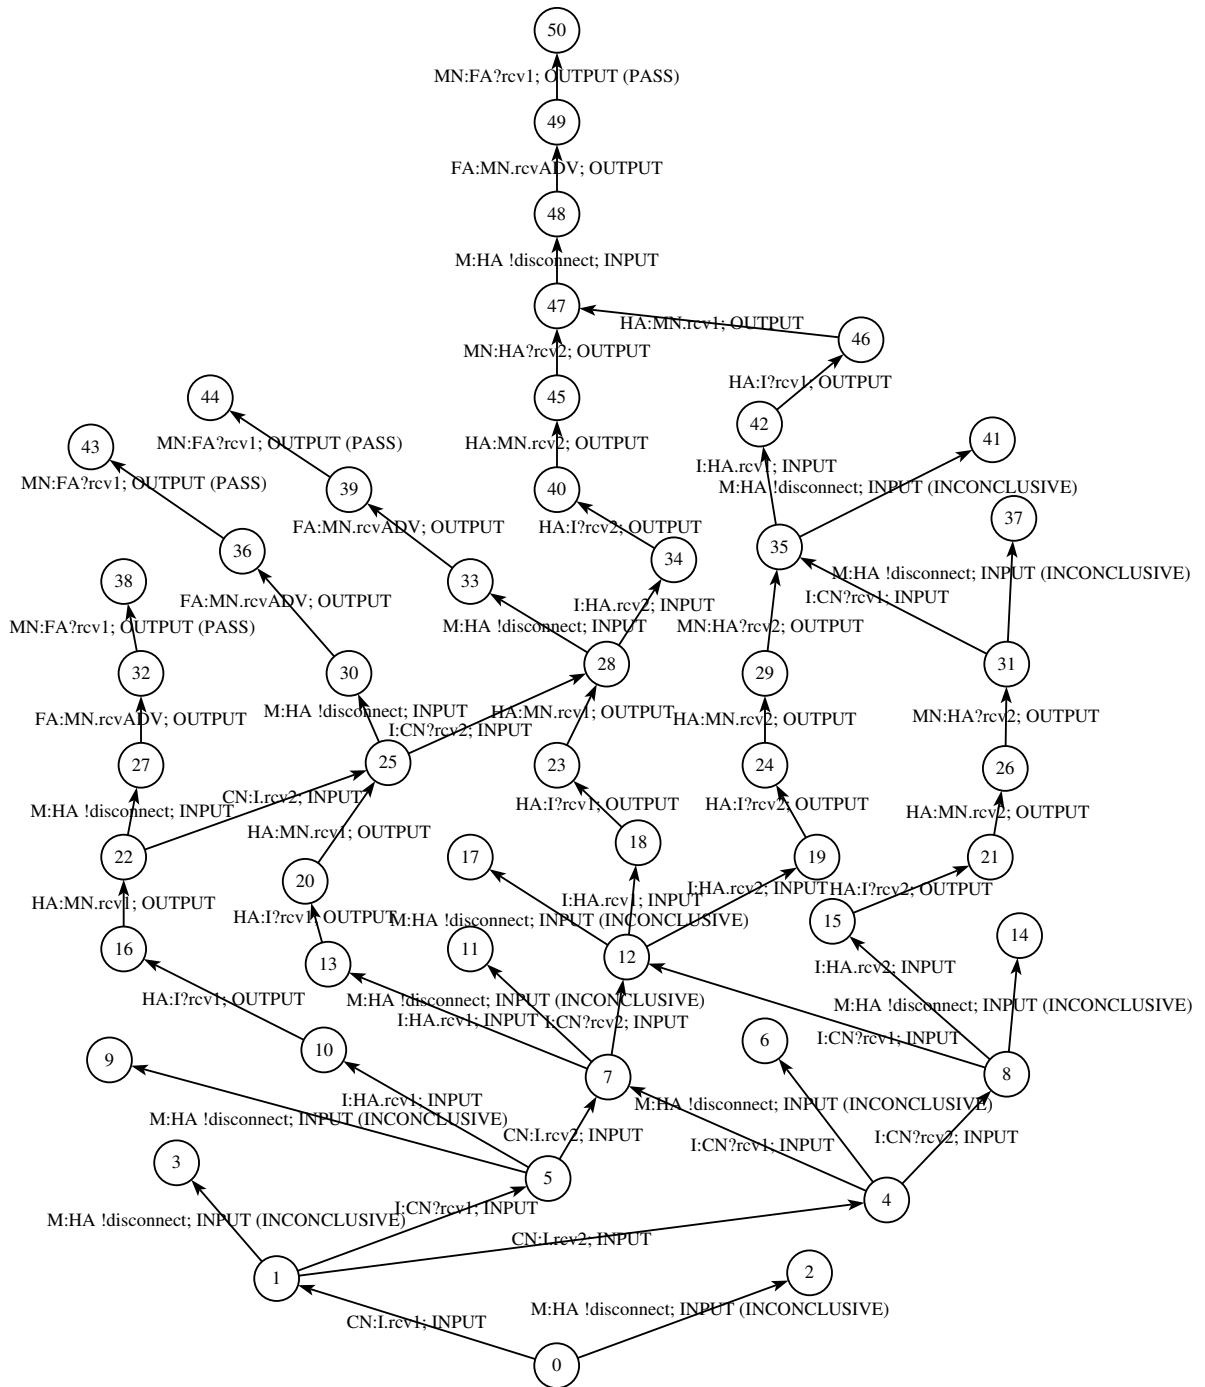 50
MN:FA?rcv1; OUTPUT (PASS)
49
FA:MN.rcvADV; OUTPUT
48
M:HA !disconnect; INPUT
47
HA:MN.rcv1; OUTPUT
46
MN:HA?rcv2; OUTPUT
HA:I?rcv1; OUTPUT
44
45
42
MN:FA?rcv1; OUTPUT (PASS)
HA:MN.rcv2; OUTPUT
43
41
I:HA.rcv1; INPUT
MN:FA?rcv1; OUTPUT (PASS)
M:HA !disconnect; INPUT (INCONCLUSIVE)
39
40
37
FA:MN.rcvADV; OUTPUT
HA:I?rcv2; OUTPUT
36
35
34
38
33
M:HA !disconnect; INPUT (INCONCLUSIVE)
FA:MN.rcvADV; OUTPUT
I:CN?rcv1; INPUT
I:HA.rcv2; INPUT
MN:FA?rcv1; OUTPUT (PASS)
M:HA !disconnect; INPUT
MN:HA?rcv2; OUTPUT
28
31
32
30
29
M:HA !disconnect; INPUT
HA:MN.rcv1; OUTPUT
FA:MN.rcvADV; OUTPUT
HA:MN.rcv2; OUTPUT
MN:HA?rcv2; OUTPUT
I:CN?rcv2; INPUT
25
27
23
24
26
CN:I.rcv2; INPUT
M:HA !disconnect; INPUT
HA:I?rcv1; OUTPUT
HA:I?rcv2; OUTPUT
HA:MN.rcv2; OUTPUT
HA:MN.rcv1; OUTPUT
18
22
17
19
21
20
I:HA.rcv2; INPUT
HA:I?rcv2; OUTPUT
I:HA.rcv1; INPUT
HA:MN.rcv1; OUTPUT
HA:I?rcv1; OUTPUT
M:HA !disconnect; INPUT (INCONCLUSIVE)
15
14
16
11
12
13
I:HA.rcv2; INPUT
HA:I?rcv1; OUTPUT
M:HA !disconnect; INPUT (INCONCLUSIVE)
M:HA !disconnect; INPUT (INCONCLUSIVE)
I:HA.rcv1; INPUT
I:CN?rcv2; INPUT
I:CN?rcv1; INPUT
6
10
9
7
8
I:HA.rcv1; INPUT
M:HA !disconnect; INPUT (INCONCLUSIVE)
M:HA !disconnect; INPUT (INCONCLUSIVE)
CN:I.rcv2; INPUT
I:CN?rcv2; INPUT
I:CN?rcv1; INPUT
3
5
4
I:CN?rcv1; INPUT
M:HA !disconnect; INPUT (INCONCLUSIVE)
CN:I.rcv2; INPUT
2
1
M:HA !disconnect; INPUT (INCONCLUSIVE)
CN:I.rcv1; INPUT
0